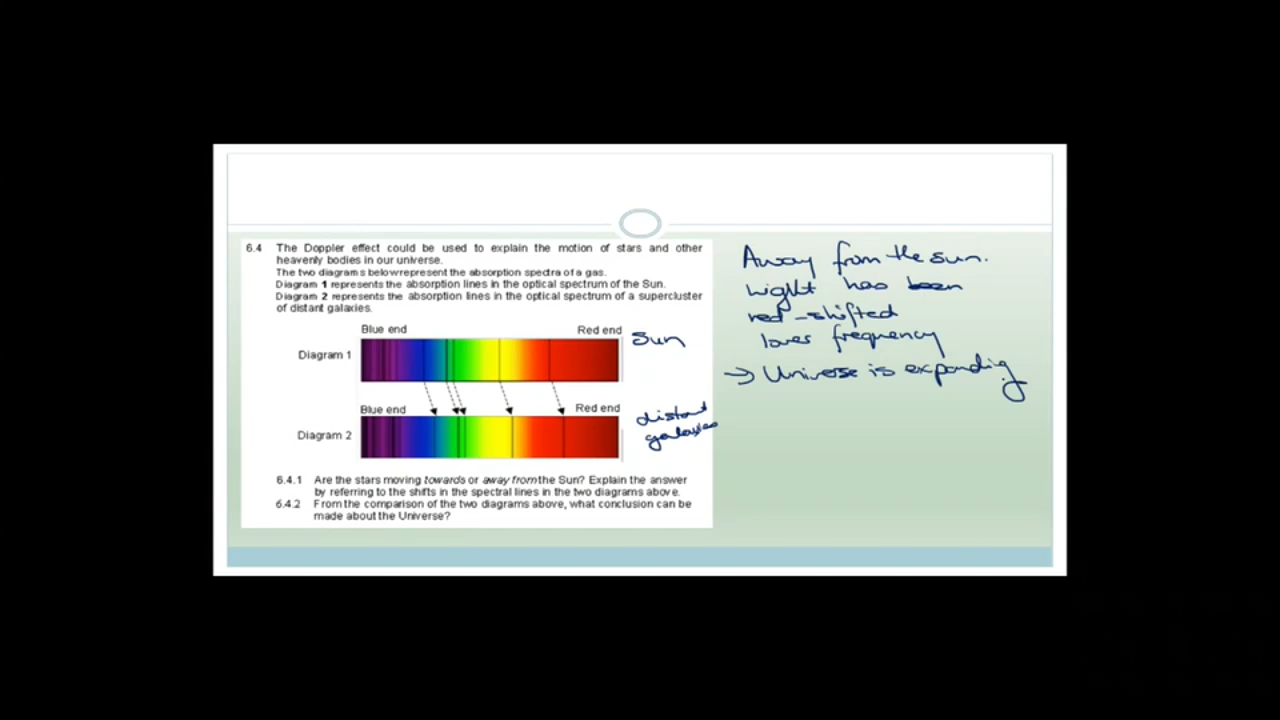 6.4 The Doppler effect could be used to explain the motion of stars and other
heavenly bodies in our universe.
The two diagrams below represent the absorption spectra of a gas.
Diagram 1 represents the absorption lines in the optical spectrum of the Sun.
Diagram 2 represents the absorption lines in the optical spectrum of a supercluster
of distant galaxies.
Blue end Red end
Diagram 1
Sun
Blue end Red end
Diagram 2
distant
galaxies
6.4.1 Are the stars moving towards or away from the Sun? Explain the answer
by referring to the shifts in the spectral lines in the two diagrams above.
6.4.2 From the comparison of the two diagrams above, what conclusion can be
made about the Universe?
Away from the sun.
Light has been
red-shifted
lower frequency
→ Universe is expanding